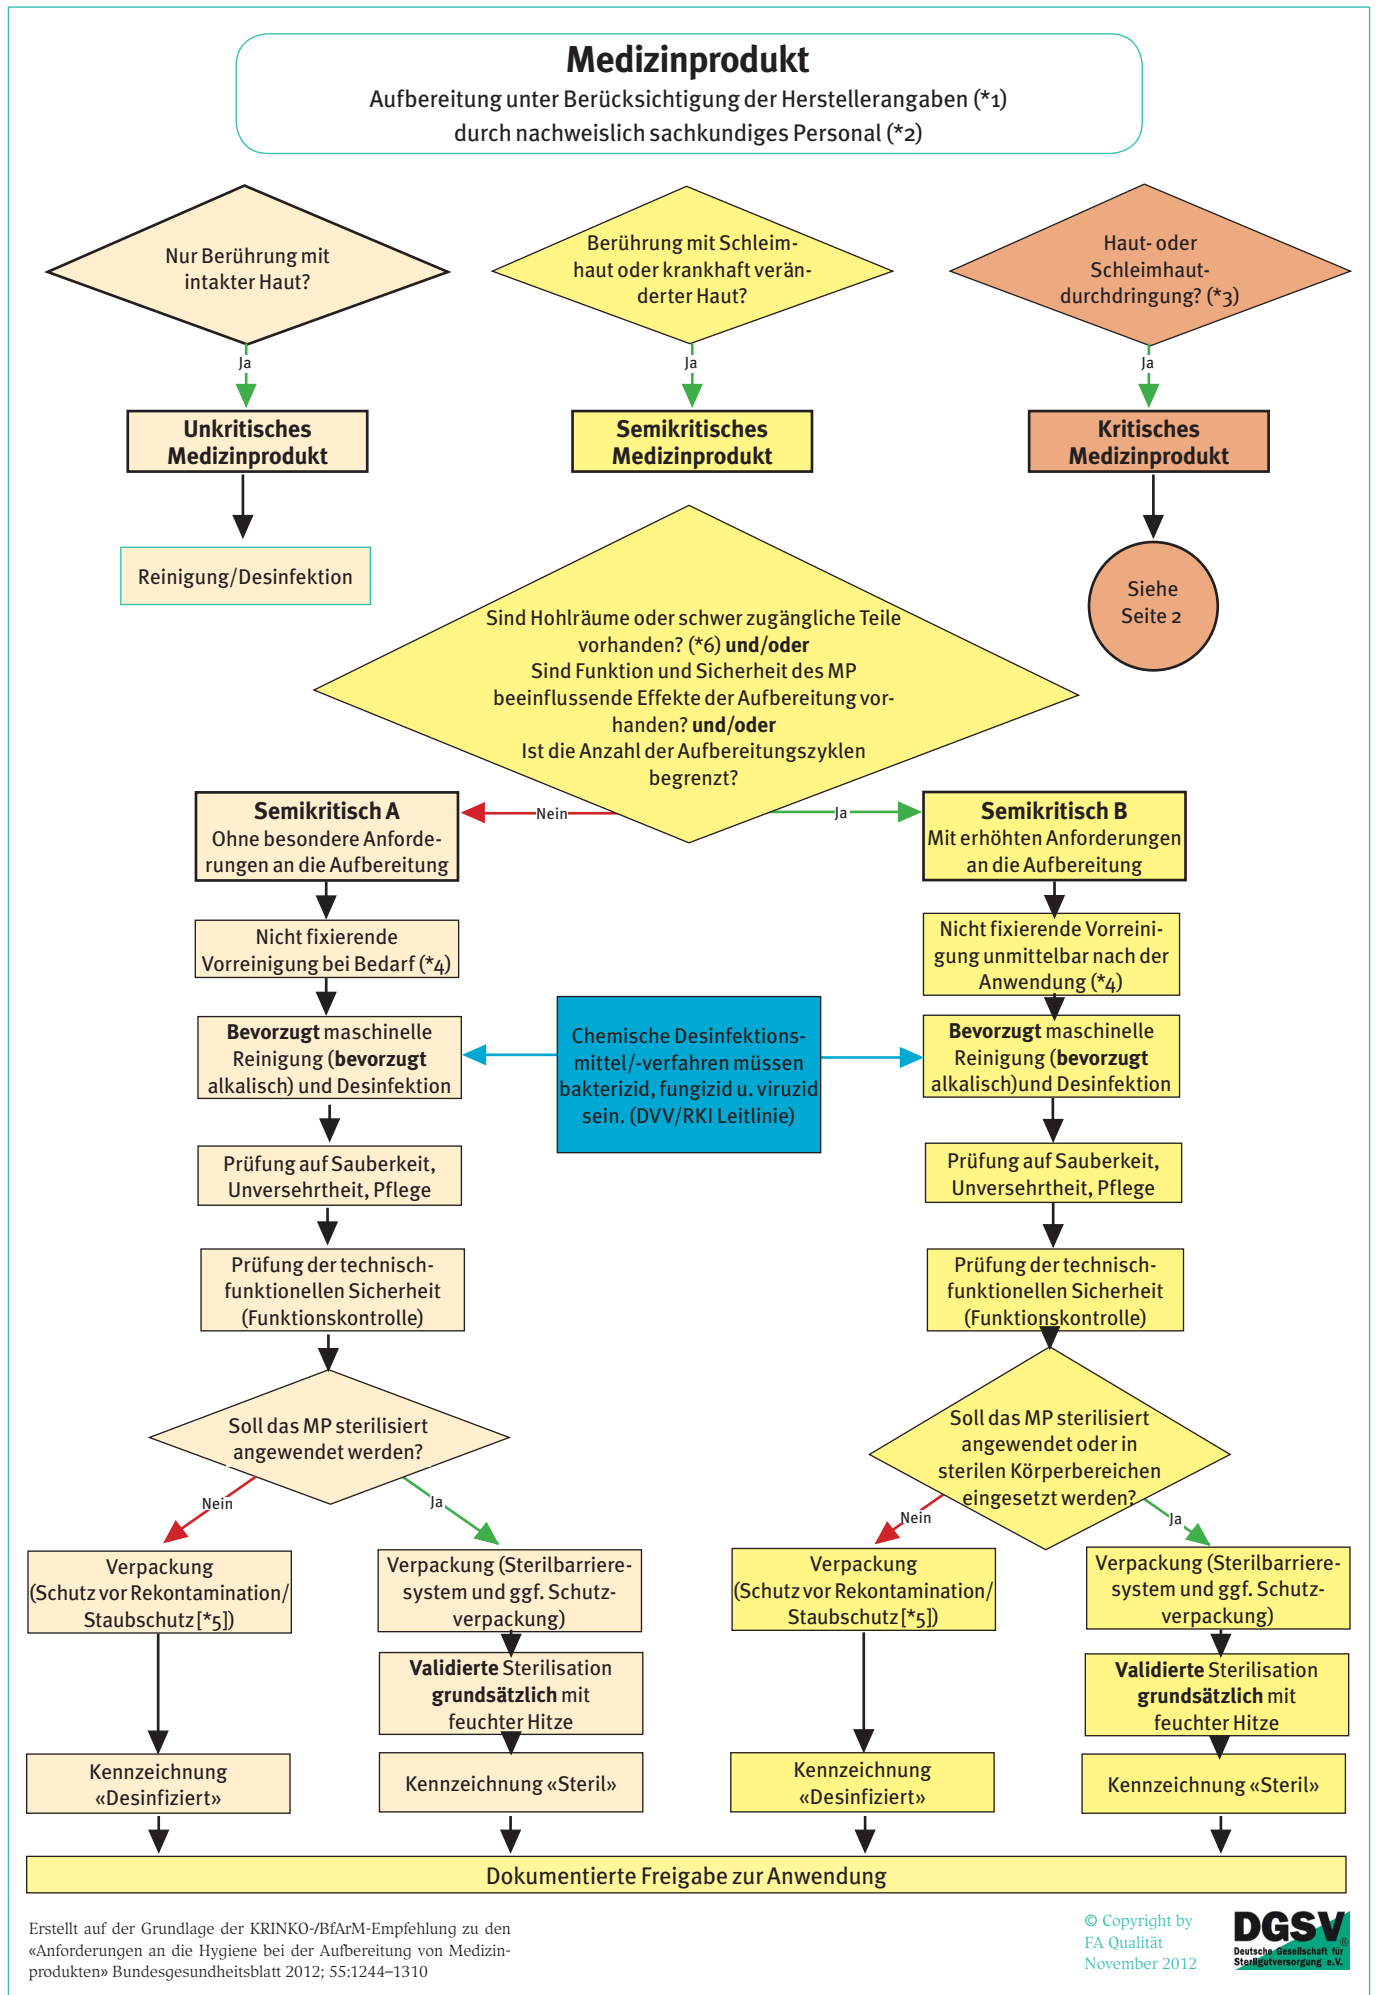 Medizinprodukt
Aufbereitung unter Berücksichtigung der Herstellerangaben (*1)
durch nachweislich sachkundiges Personal (*2)
Nur Berührung mit
intakter Haut?
Berührung mit Schleim-
haut oder krankhaft verän-
derter Haut?
Haut- oder
Schleimhaut-
durchdringung? (*3)
Ja
Ja
Ja
Unkritisches
Medizinprodukt
Semikritisches
Medizinprodukt
Kritisches
Medizinprodukt
Reinigung/Desinfektion
Siehe
Seite 2
Sind Hohlräume oder schwer zugängliche Teile
vorhanden? (*6) und/oder
Sind Funktion und Sicherheit des MP
beeinflussende Effekte der Aufbereitung vor-
handen? und/oder
Ist die Anzahl der Aufbereitungszyklen
begrenzt?
Nein
Ja
Semikritisch A
Ohne besondere Anforde-
rungen an die Aufbereitung
Semikritisch B
Mit erhöhten Anforderungen
an die Aufbereitung
Nicht fixierende
Vorreinigung bei Bedarf (*4)
Nicht fixierende Vorreini-
gung unmittelbar nach der
Anwendung (*4)
Bevorzugt maschinelle
Reinigung (bevorzugt
alkalisch) und Desinfektion
Chemische Desinfektions-
mittel/-verfahren müssen
bakterizid, fungizid u. viruzid
sein. (DVV/RKI Leitlinie)
Bevorzugt maschinelle
Reinigung (bevorzugt
alkalisch)und Desinfektion
Prüfung auf Sauberkeit,
Unversehrtheit, Pflege
Prüfung auf Sauberkeit,
Unversehrtheit, Pflege
Prüfung der technisch-
funktionellen Sicherheit
(Funktionskontrolle)
Prüfung der technisch-
funktionellen Sicherheit
(Funktionskontrolle)
Soll das MP sterilisiert
angewendet werden?
Soll das MP sterilisiert
angewendet oder in
sterilen Körperbereichen
eingesetzt werden?
Nein
Ja
Nein
Ja
Verpackung
(Schutz vor Rekontamination/
Staubschutz [*5])
Verpackung (Sterilbarriere-
system und ggf. Schutz-
verpackung)
Verpackung
(Schutz vor Rekontamination/
Staubschutz [*5])
Verpackung (Sterilbarriere-
system und ggf. Schutz-
verpackung)
Validierte Sterilisation
grundsätzlich mit
feuchter Hitze
Validierte Sterilisation
grundsätzlich mit
feuchter Hitze
Kennzeichnung
«Desinfiziert»
Kennzeichnung «Steril»
Kennzeichnung
«Desinfiziert»
Kennzeichnung «Steril»
Dokumentierte Freigabe zur Anwendung
Erstellt auf der Grundlage der KRINKO-/BfArM-Empfehlung zu den
«Anforderungen an die Hygiene bei der Aufbereitung von Medizin-
produkten» Bundesgesundheitsblatt 2012; 55:1244–1310
© Copyright by
FA Qualität
November 2012
DGSV®
Deutsche Gesellschaft für
Sterilgutversorgung e.V.